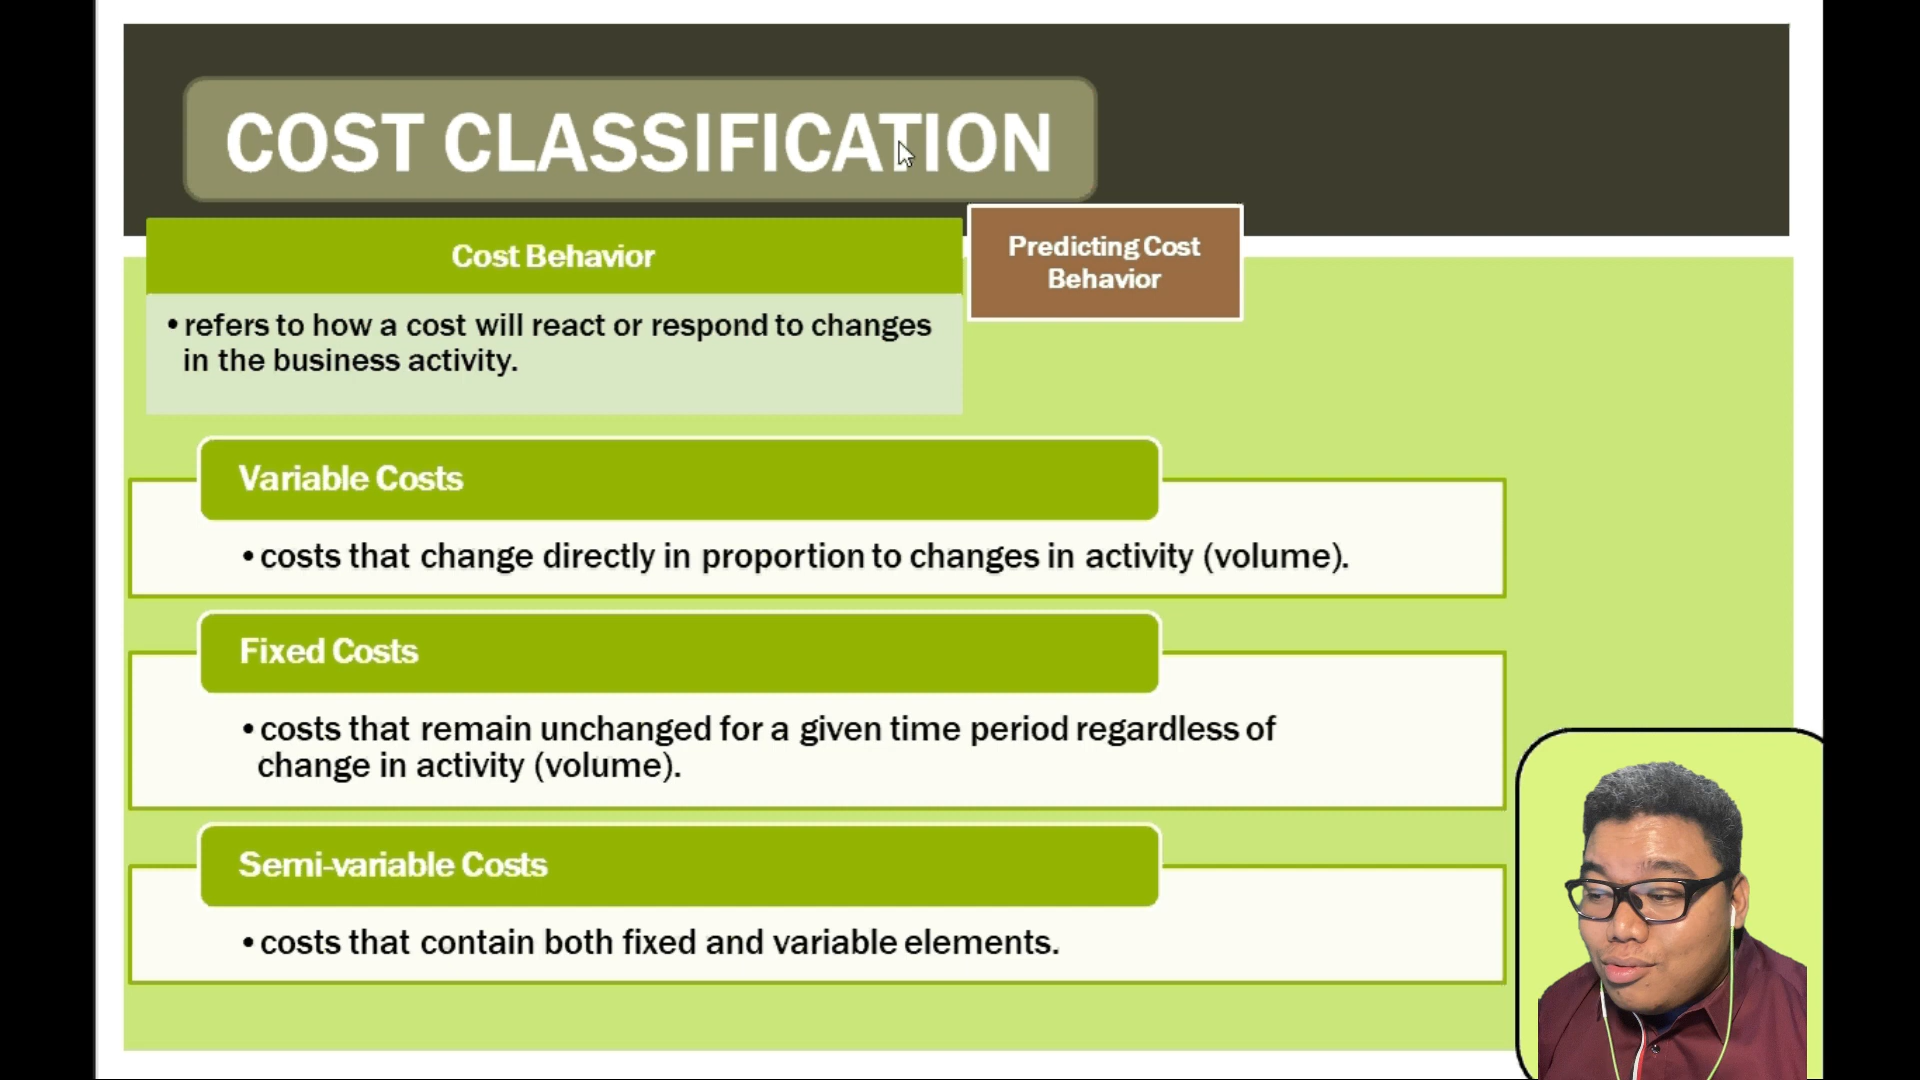 COST CLASSIFICATION
Cost Behavior
•refers to how a cost will react or respond to changes
in the business activity.
Predicting Cost
Behavior
Variable Costs
•costs that change directly in proportion to changes in activity (volume).
Fixed Costs
•costs that remain unchanged for a given time period regardless of
change in activity (volume).
Semi-variable Costs
•costs that contain both fixed and variable elements.